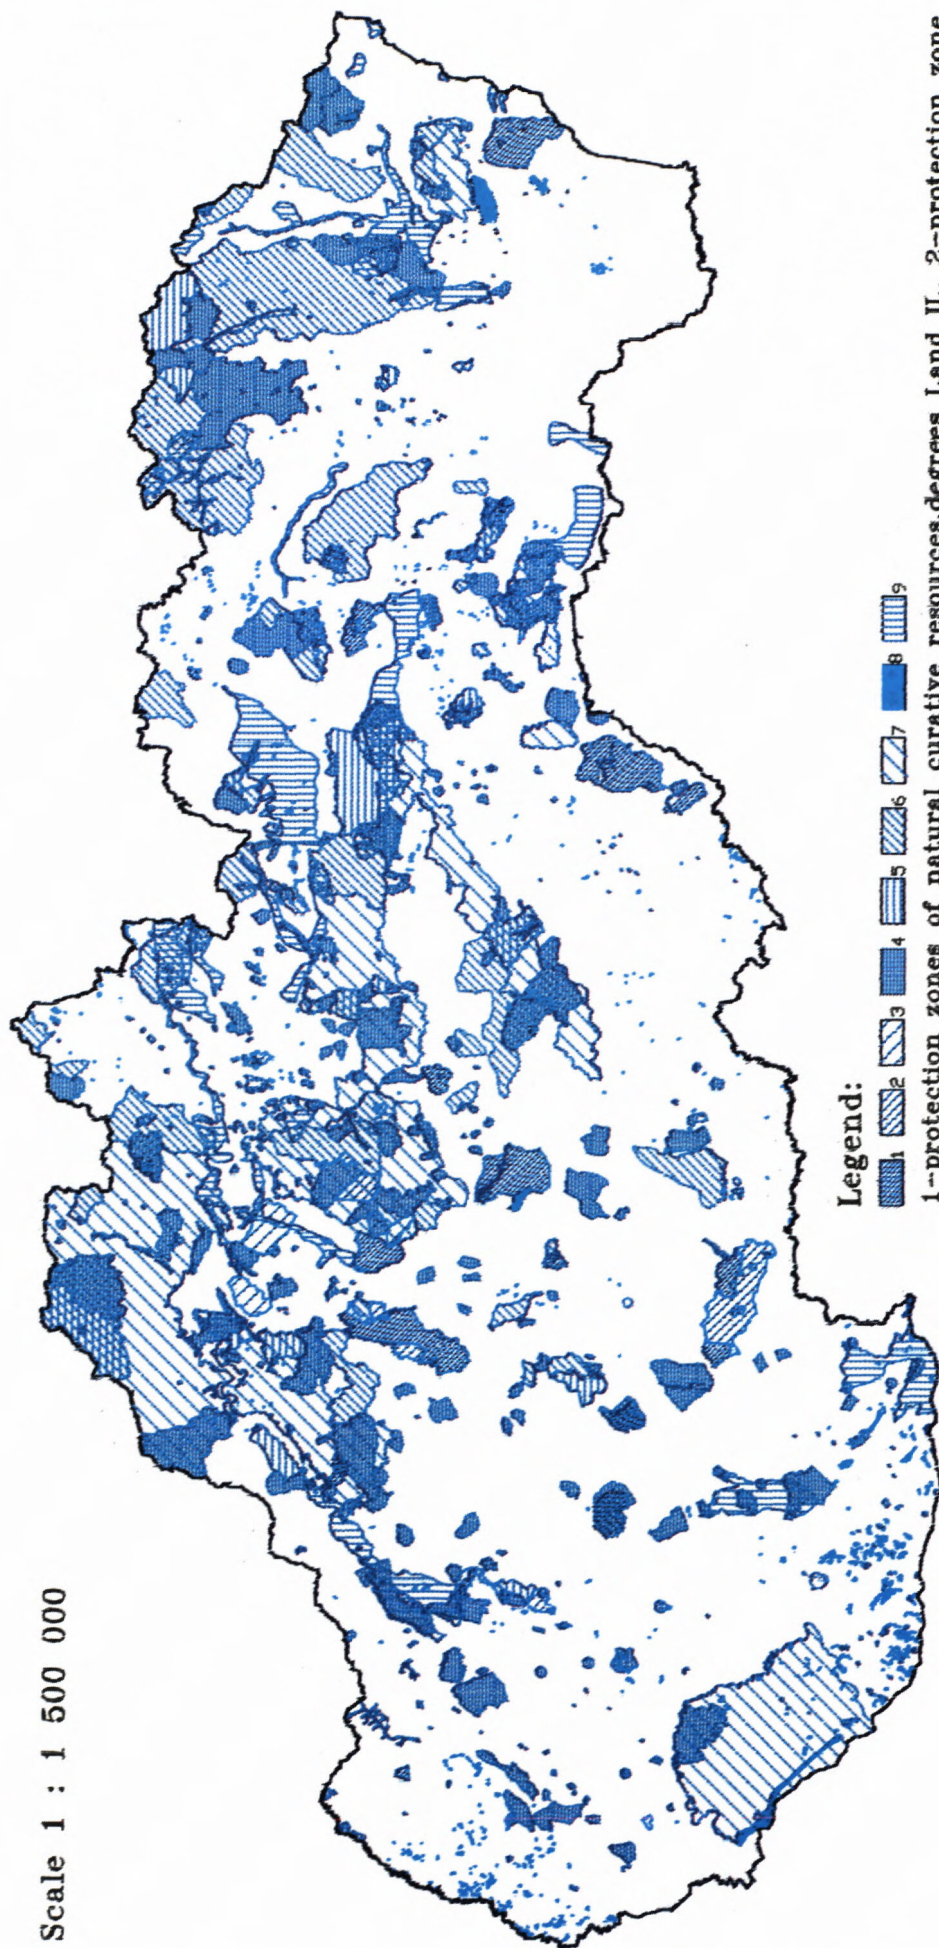 Scale 1 : 1 500 000
Legend:
1 2 3 4 5 6 7 8 9
1-protection zones of natural curative resources,degrees I.and II., 2-protection zone